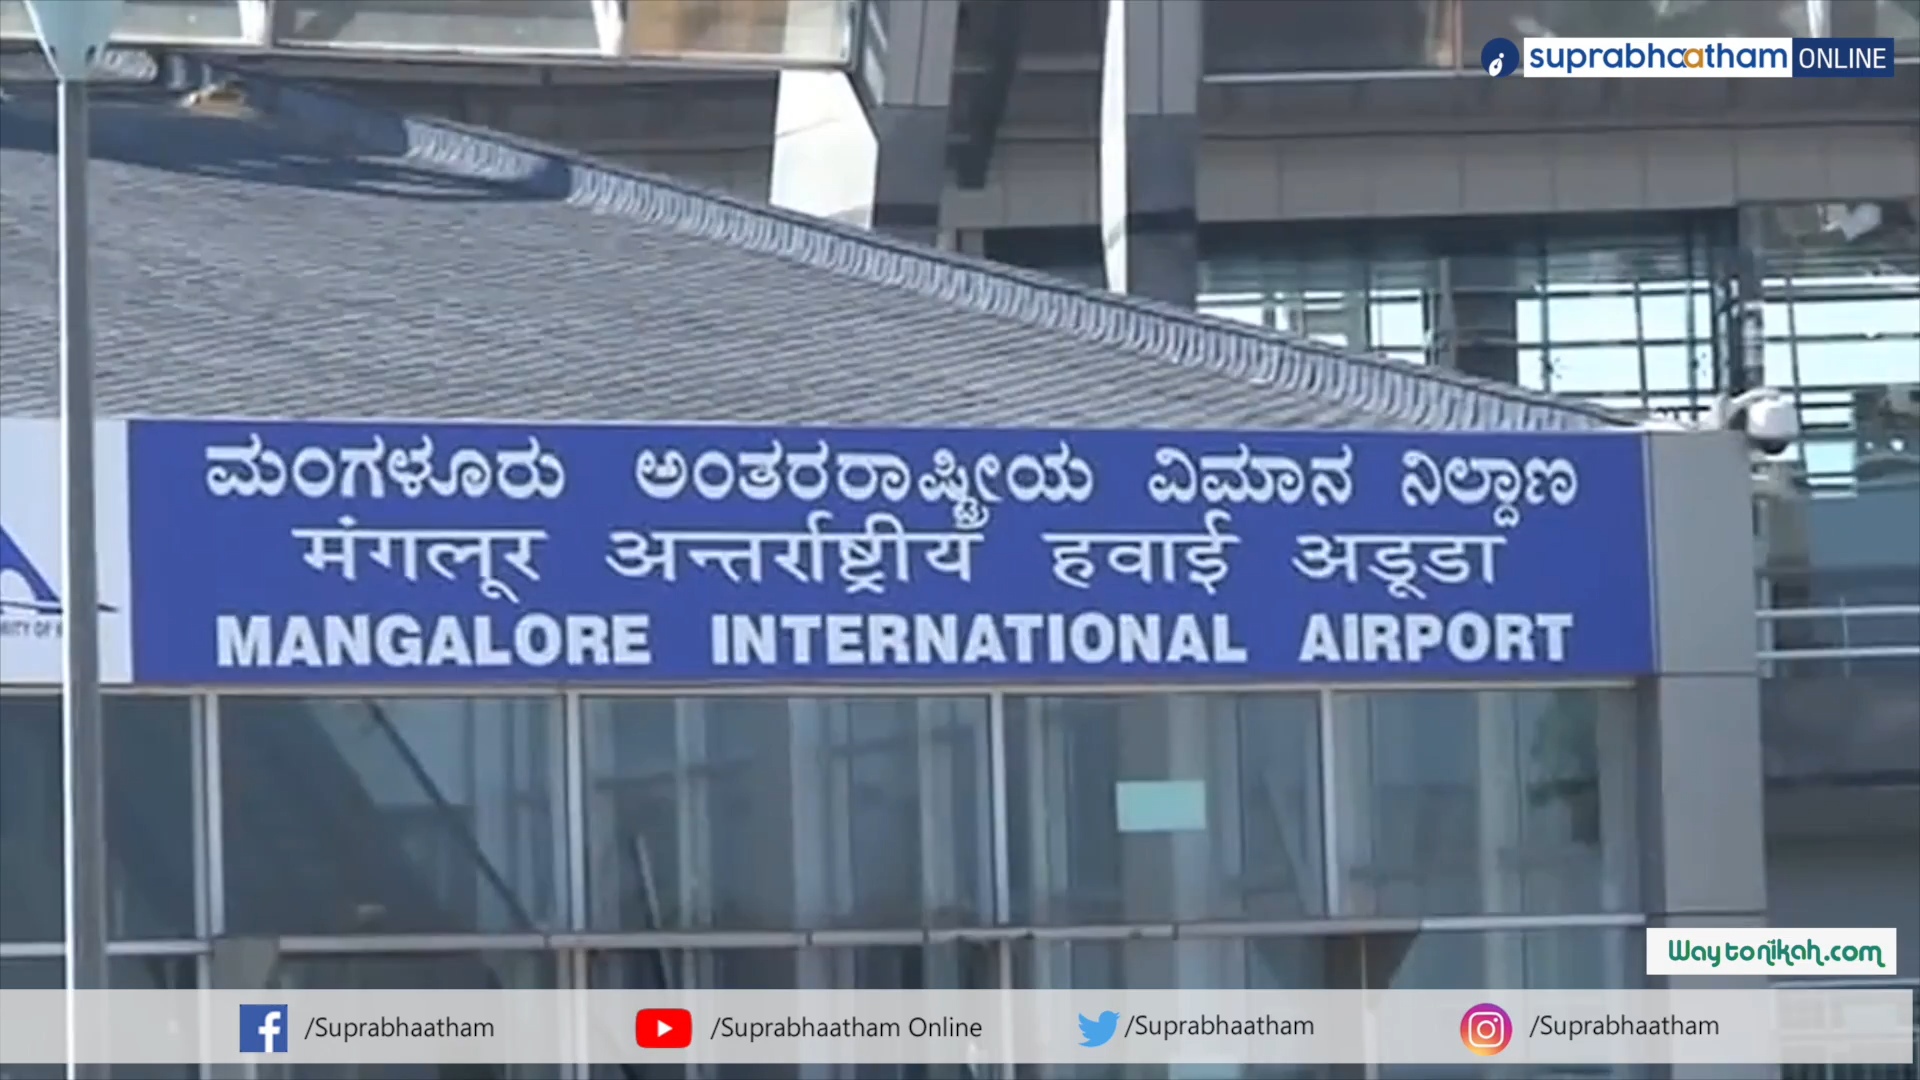 suprabhaatham ONLINE
ಮಂಗಳೂರು ಅಂತರರಾಷ್ಟ್ರೀಯ ವಿಮಾನ ನಿಲ್ದಾಣ
मंगलूर अन्तर्राष्ट्रीय हवाई अडूडा
MANGALORE INTERNATIONAL AIRPORT
Waytonikah.com
/Suprabhaatham /Suprabhaatham Online /Suprabhaatham /Suprabhaatham